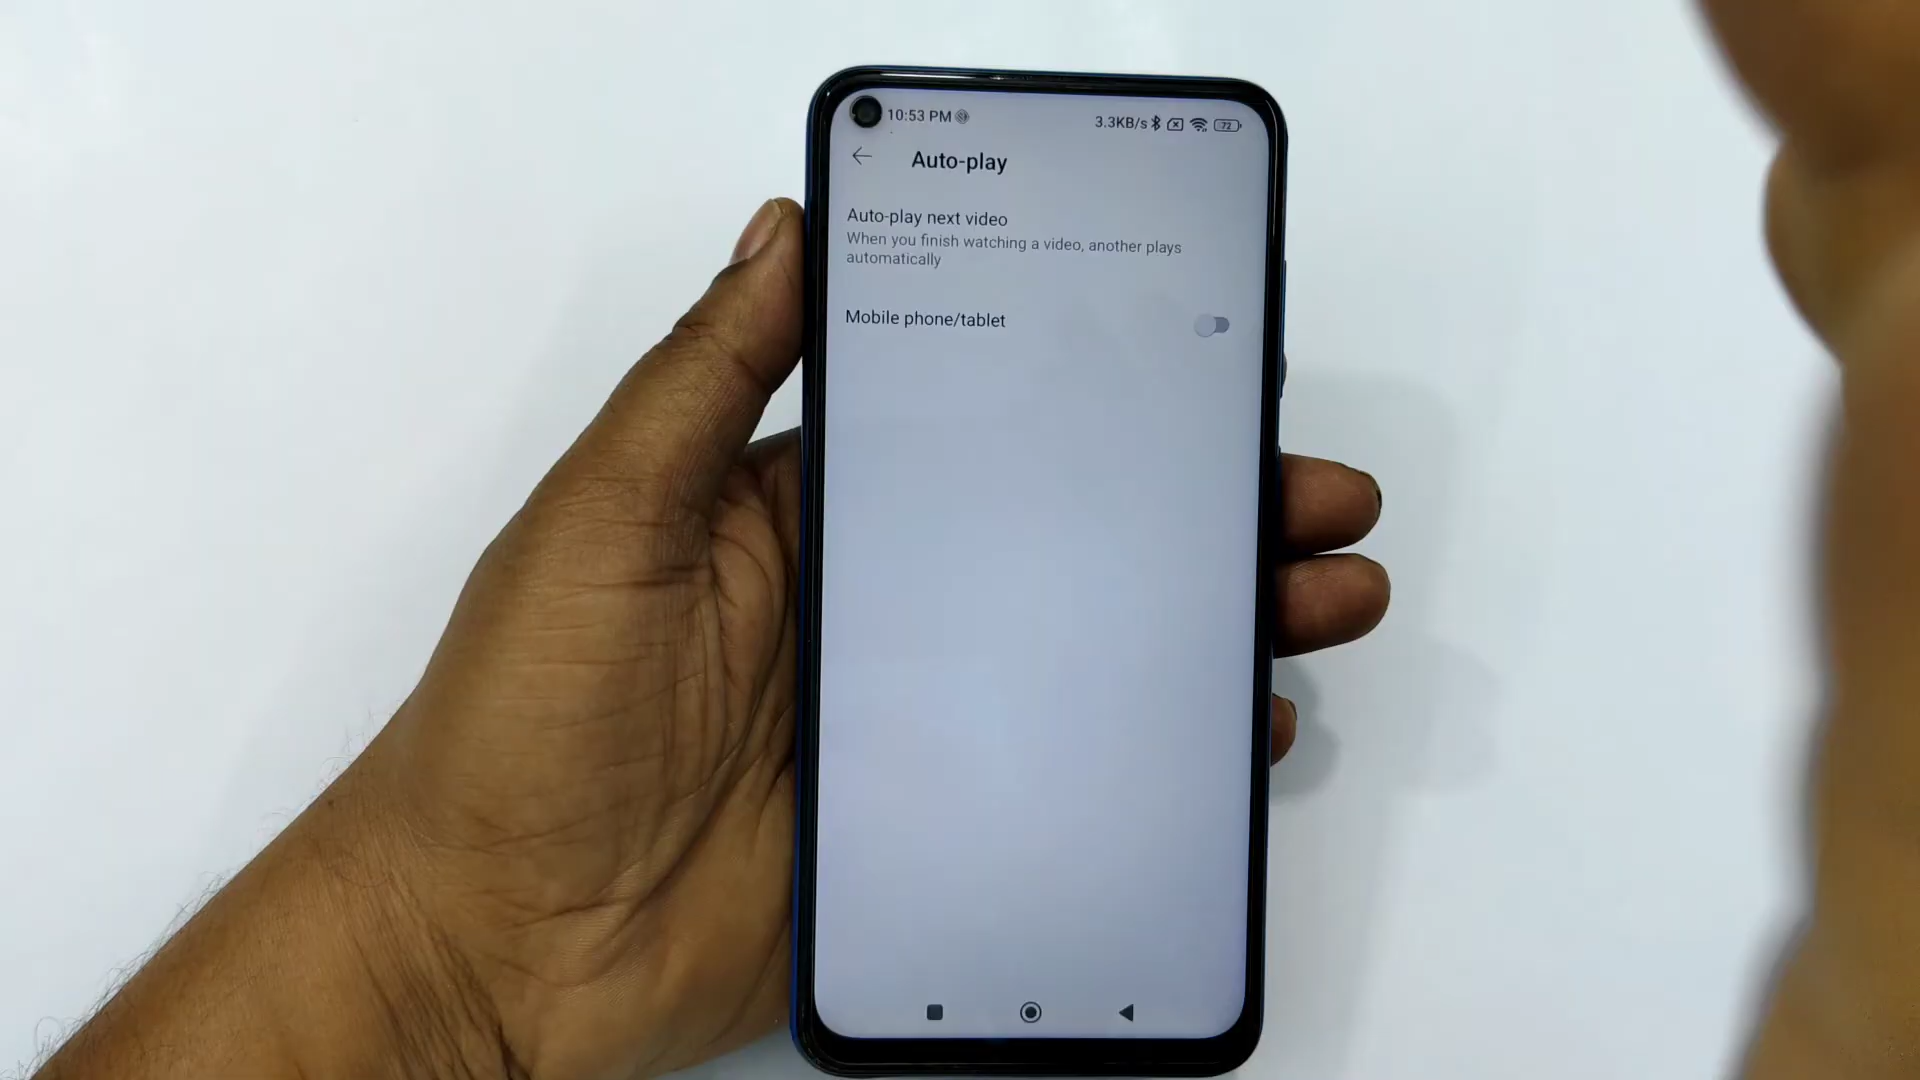 10:53 PM
3.3KB/s
72
Auto-play
Auto-play next video
When you finish watching a video, another plays
automatically
Mobile phone/tablet